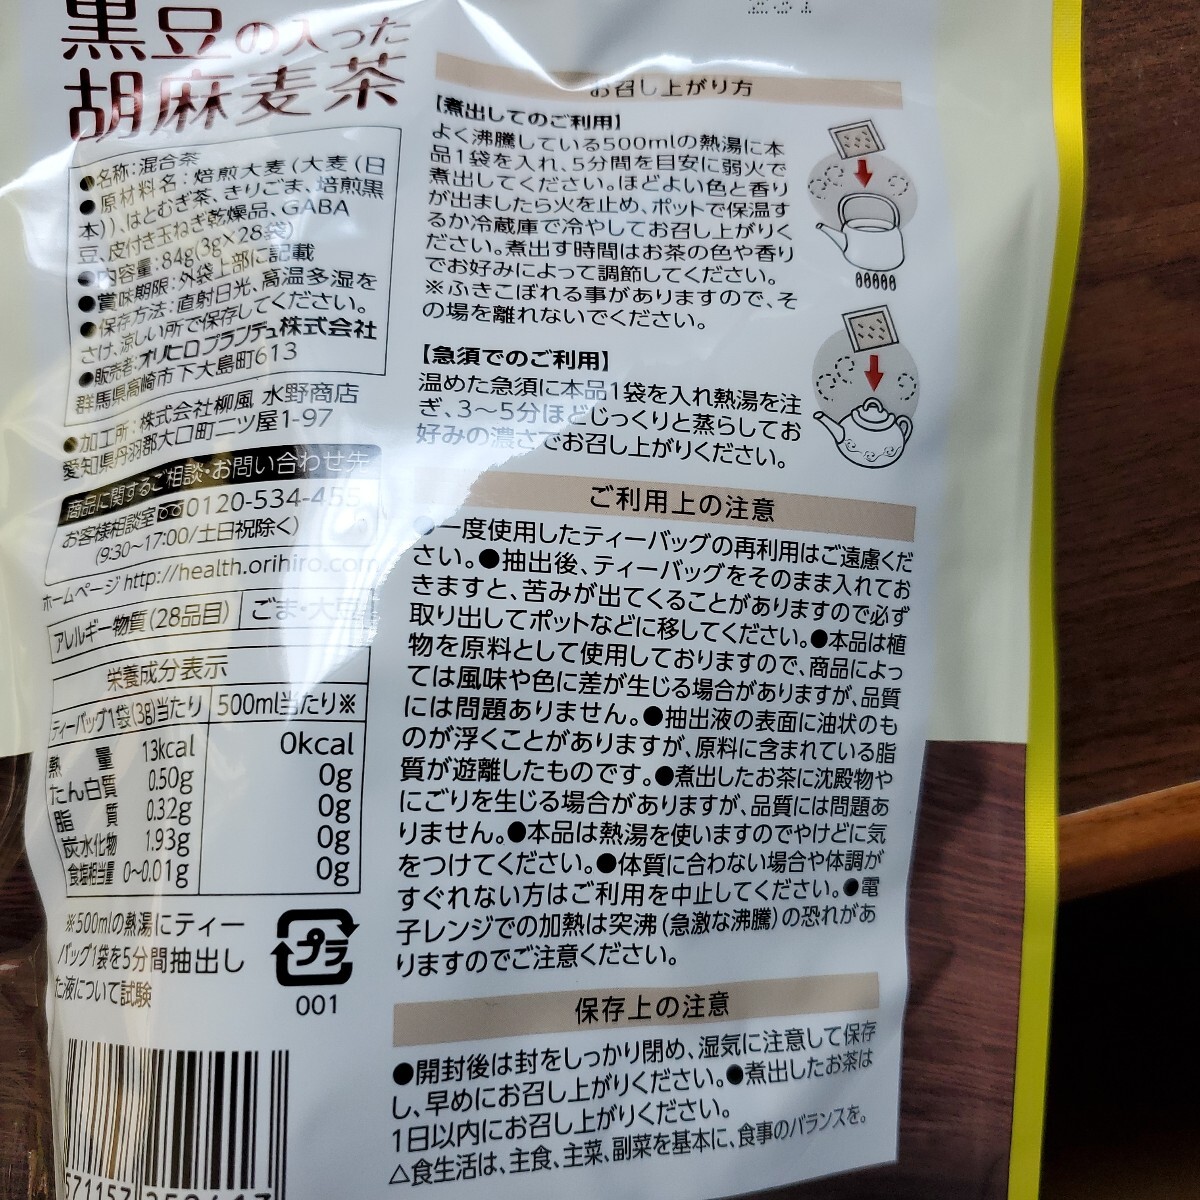 黒豆の入った
胡麻麦茶
●名称：混合茶
●原材料名：焙煎大麦（大麦（日
本））、はとむぎ茶、きりごま、焙煎黒
豆、皮付き玉ねぎ乾燥品、GABA
●内容量：84g(3g×28袋)
●賞味期限：外袋上部に記載
●保存方法：直射日光、高温多湿を
さけ、涼しい所で保存してください。
●販売者：オリヒロプランデュ株式会社
群馬県高崎市下大島町613
●加工所：株式会社柳風 水野商店
愛知県丹羽郡大口町二ツ屋1-97
商品に関するご相談・お問い合わせ先
お客様相談室 0120-534-455
(9:30~17:00/土日祝除く)
ホームページ http://health.orihiro.com
アレルギー物質（28品目） ごま・大豆
栄養成分表示
ティーバッグ1袋(3g)当たり 500ml当たり※
熱量 13kcal 0kcal
たん白質 0.50g 0g
脂質 0.32g 0g
炭水化物 1.93g 0g
食塩相当量 0~0.01g 0g
※500mlの熱湯にティー
バッグ1袋を5分間抽出し
た液について試験
プラ
001
571157 250417
お召し上がり方
【煮出してのご利用】
よく沸騰している500mlの熱湯に本
品1袋を入れ、5分間を目安に弱火で
煮出してください。ほどよい色と香り
が出ましたら火を止め、ポットで保温す
るか冷蔵庫で冷やしてお召し上がりく
ださい。煮出す時間はお茶の色や香り
でお好みによって調節してください。
※ふきこぼれる事がありますので、そ
の場を離れないでください。
【急須でのご利用】
温めた急須に本品1袋を入れ熱湯を注
ぎ、3～5分ほどじっくりと蒸らしてお
好みの濃さでお召し上がりください。
ご利用上の注意
●一度使用したティーバッグの再利用はご遠慮くだ
さい。●抽出後、ティーバッグをそのまま入れてお
きますと、苦みが出てくることがありますので必ず
取り出してポットなどに移してください。●本品は植
物を原料として使用しておりますので、商品によっ
ては風味や色に差が生じる場合がありますが、品質
には問題ありません。●抽出液の表面に油状のも
のが浮くことがありますが、原料に含まれている脂
質が遊離したものです。●煮出したお茶に沈殿物や
にごりを生じる場合がありますが、品質には問題あ
りません。●本品は熱湯を使いますのでやけどに気
をつけてください。●体質に合わない場合や体調が
すぐれない方はご利用を中止してください。●電
子レンジでの加熱は突沸（急激な沸騰）の恐れがあ
りますのでご注意ください。
保存上の注意
●開封後は封をしっかり閉め、湿気に注意して保存
し、早めにお召し上がりください。●煮出したお茶は
1日以内にお召し上がりください。
△食生活は、主食、主菜、副菜を基本に、食事のバランスを。